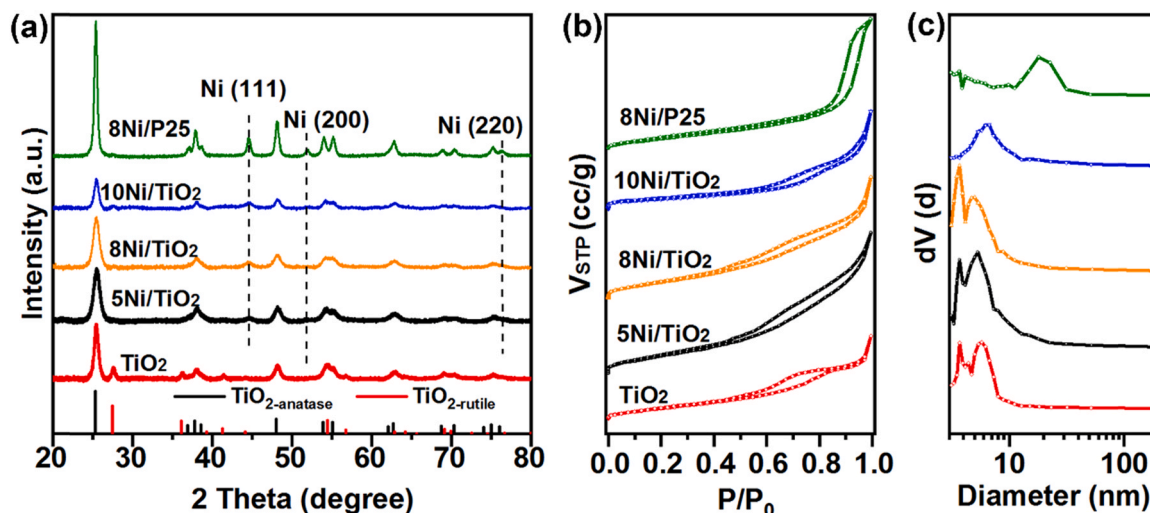 (a)
Intensity (a.u.)
Ni (111)
Ni (200)
Ni (220)
8Ni/P25
10Ni/TiO2
8Ni/TiO2
5Ni/TiO2
TiO2
TiO2-anatase
TiO2-rutile
20 30 40 50 60 70 80
2 Theta (degree)
(b)
VSTP (cc/g)
8Ni/P25
10Ni/TiO2
8Ni/TiO2
5Ni/TiO2
TiO2
0.0 0.2 0.4 0.6 0.8 1.0
P/P0
(c)
dV (d)
10 100
Diameter (nm)